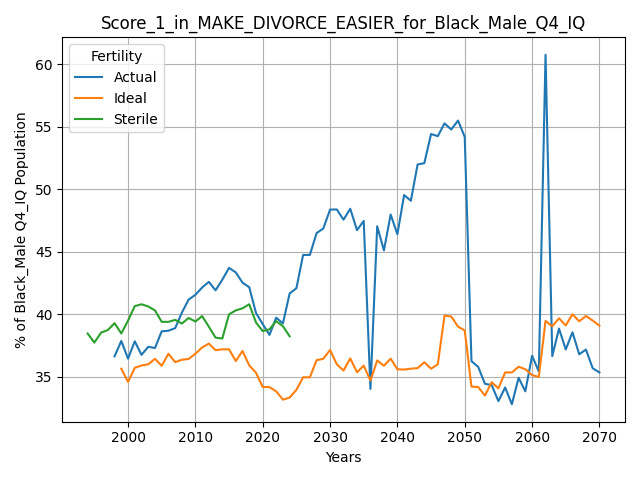 Score_1_in_MAKE_DIVORCE_EASIER_for_Black_Male_Q4_IQ
Fertility
Actual
Ideal
Sterile
% of Black_Male Q4_IQ Population
60
55
50
45
40
35
2000 2010 2020 2030 2040 2050 2060 2070
Years